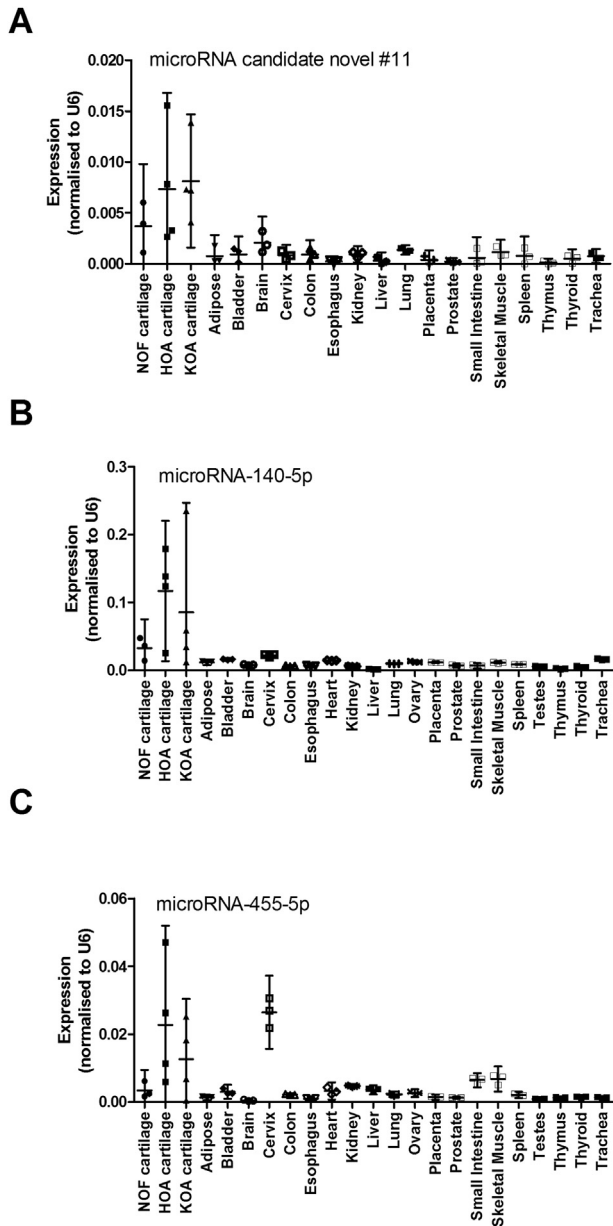 A
microRNA candidate novel #11
Expression
(normalised to U6)
0.020
0.015
0.010
0.005
0.000
NOF cartilage
HOA cartilage
KOA cartilage
Adipose
Bladder
Brain
Cervix
Colon
Esophagus
Kidney
Liver
Lung
Placenta
Prostate
Small Intestine
Skeletal Muscle
Spleen
Thymus
Thyroid
Trachea
B
microRNA-140-5p
Expression
(normalised to U6)
0.3
0.2
0.1
0.0
NOF cartilage
HOA cartilage
KOA cartilage
Adipose
Bladder
Brain
Cervix
Colon
Esophagus
Heart
Kidney
Liver
Lung
Ovary
Placenta
Prostate
Small Intestine
Skeletal Muscle
Spleen
Testes
Thymus
Thyroid
Trachea
C
microRNA-455-5p
Expression
(normalised to U6)
0.06
0.04
0.02
0.00
NOF cartilage
HOA cartilage
KOA cartilage
Adipose
Bladder
Brain
Cervix
Colon
Esophagus
Heart
Kidney
Liver
Lung
Ovary
Placenta
Prostate
Small Intestine
Skeletal Muscle
Spleen
Testes
Thymus
Thyroid
Trachea